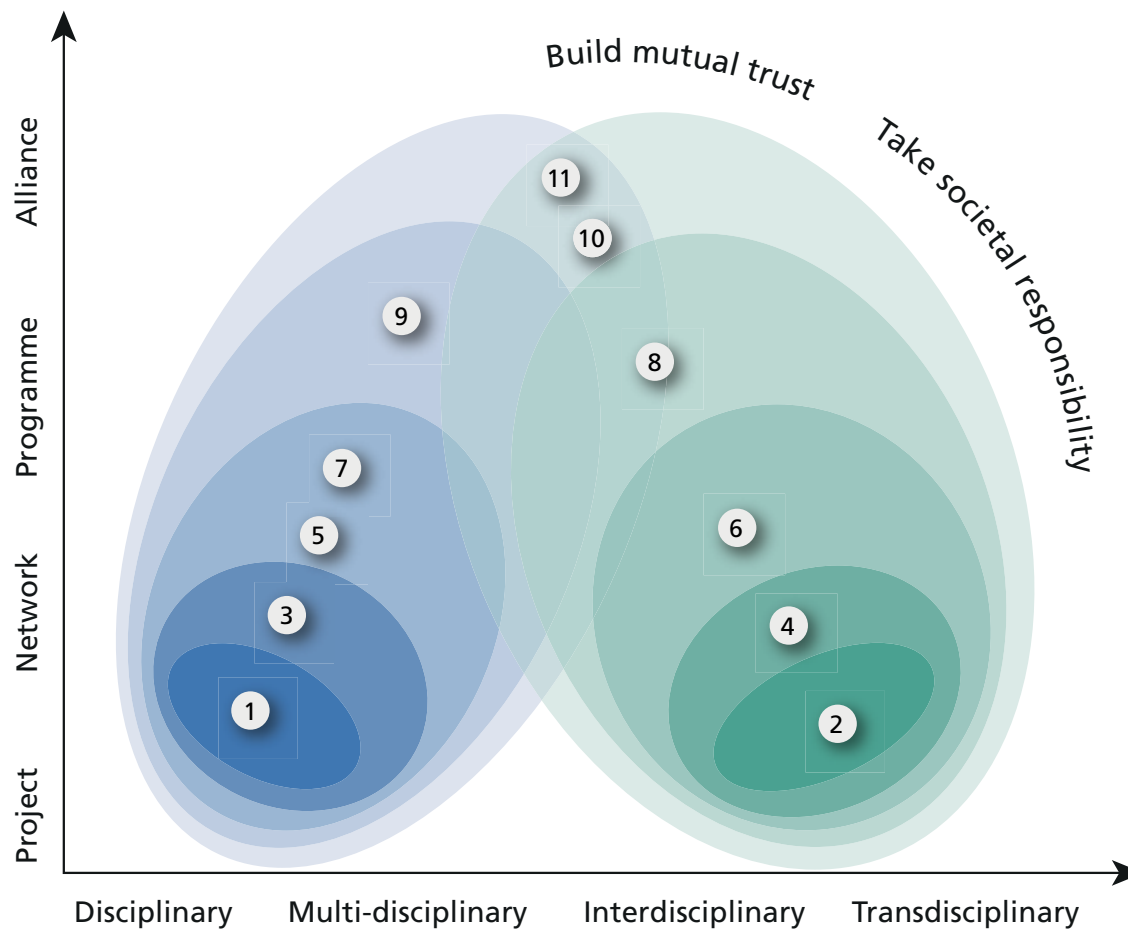 Build mutual trust
Take societal responsibility
Alliance
Programme
Network
Project
11
10
9
8
7
5
6
3
4
1
2
Disciplinary Multi-disciplinary Interdisciplinary Transdisciplinary